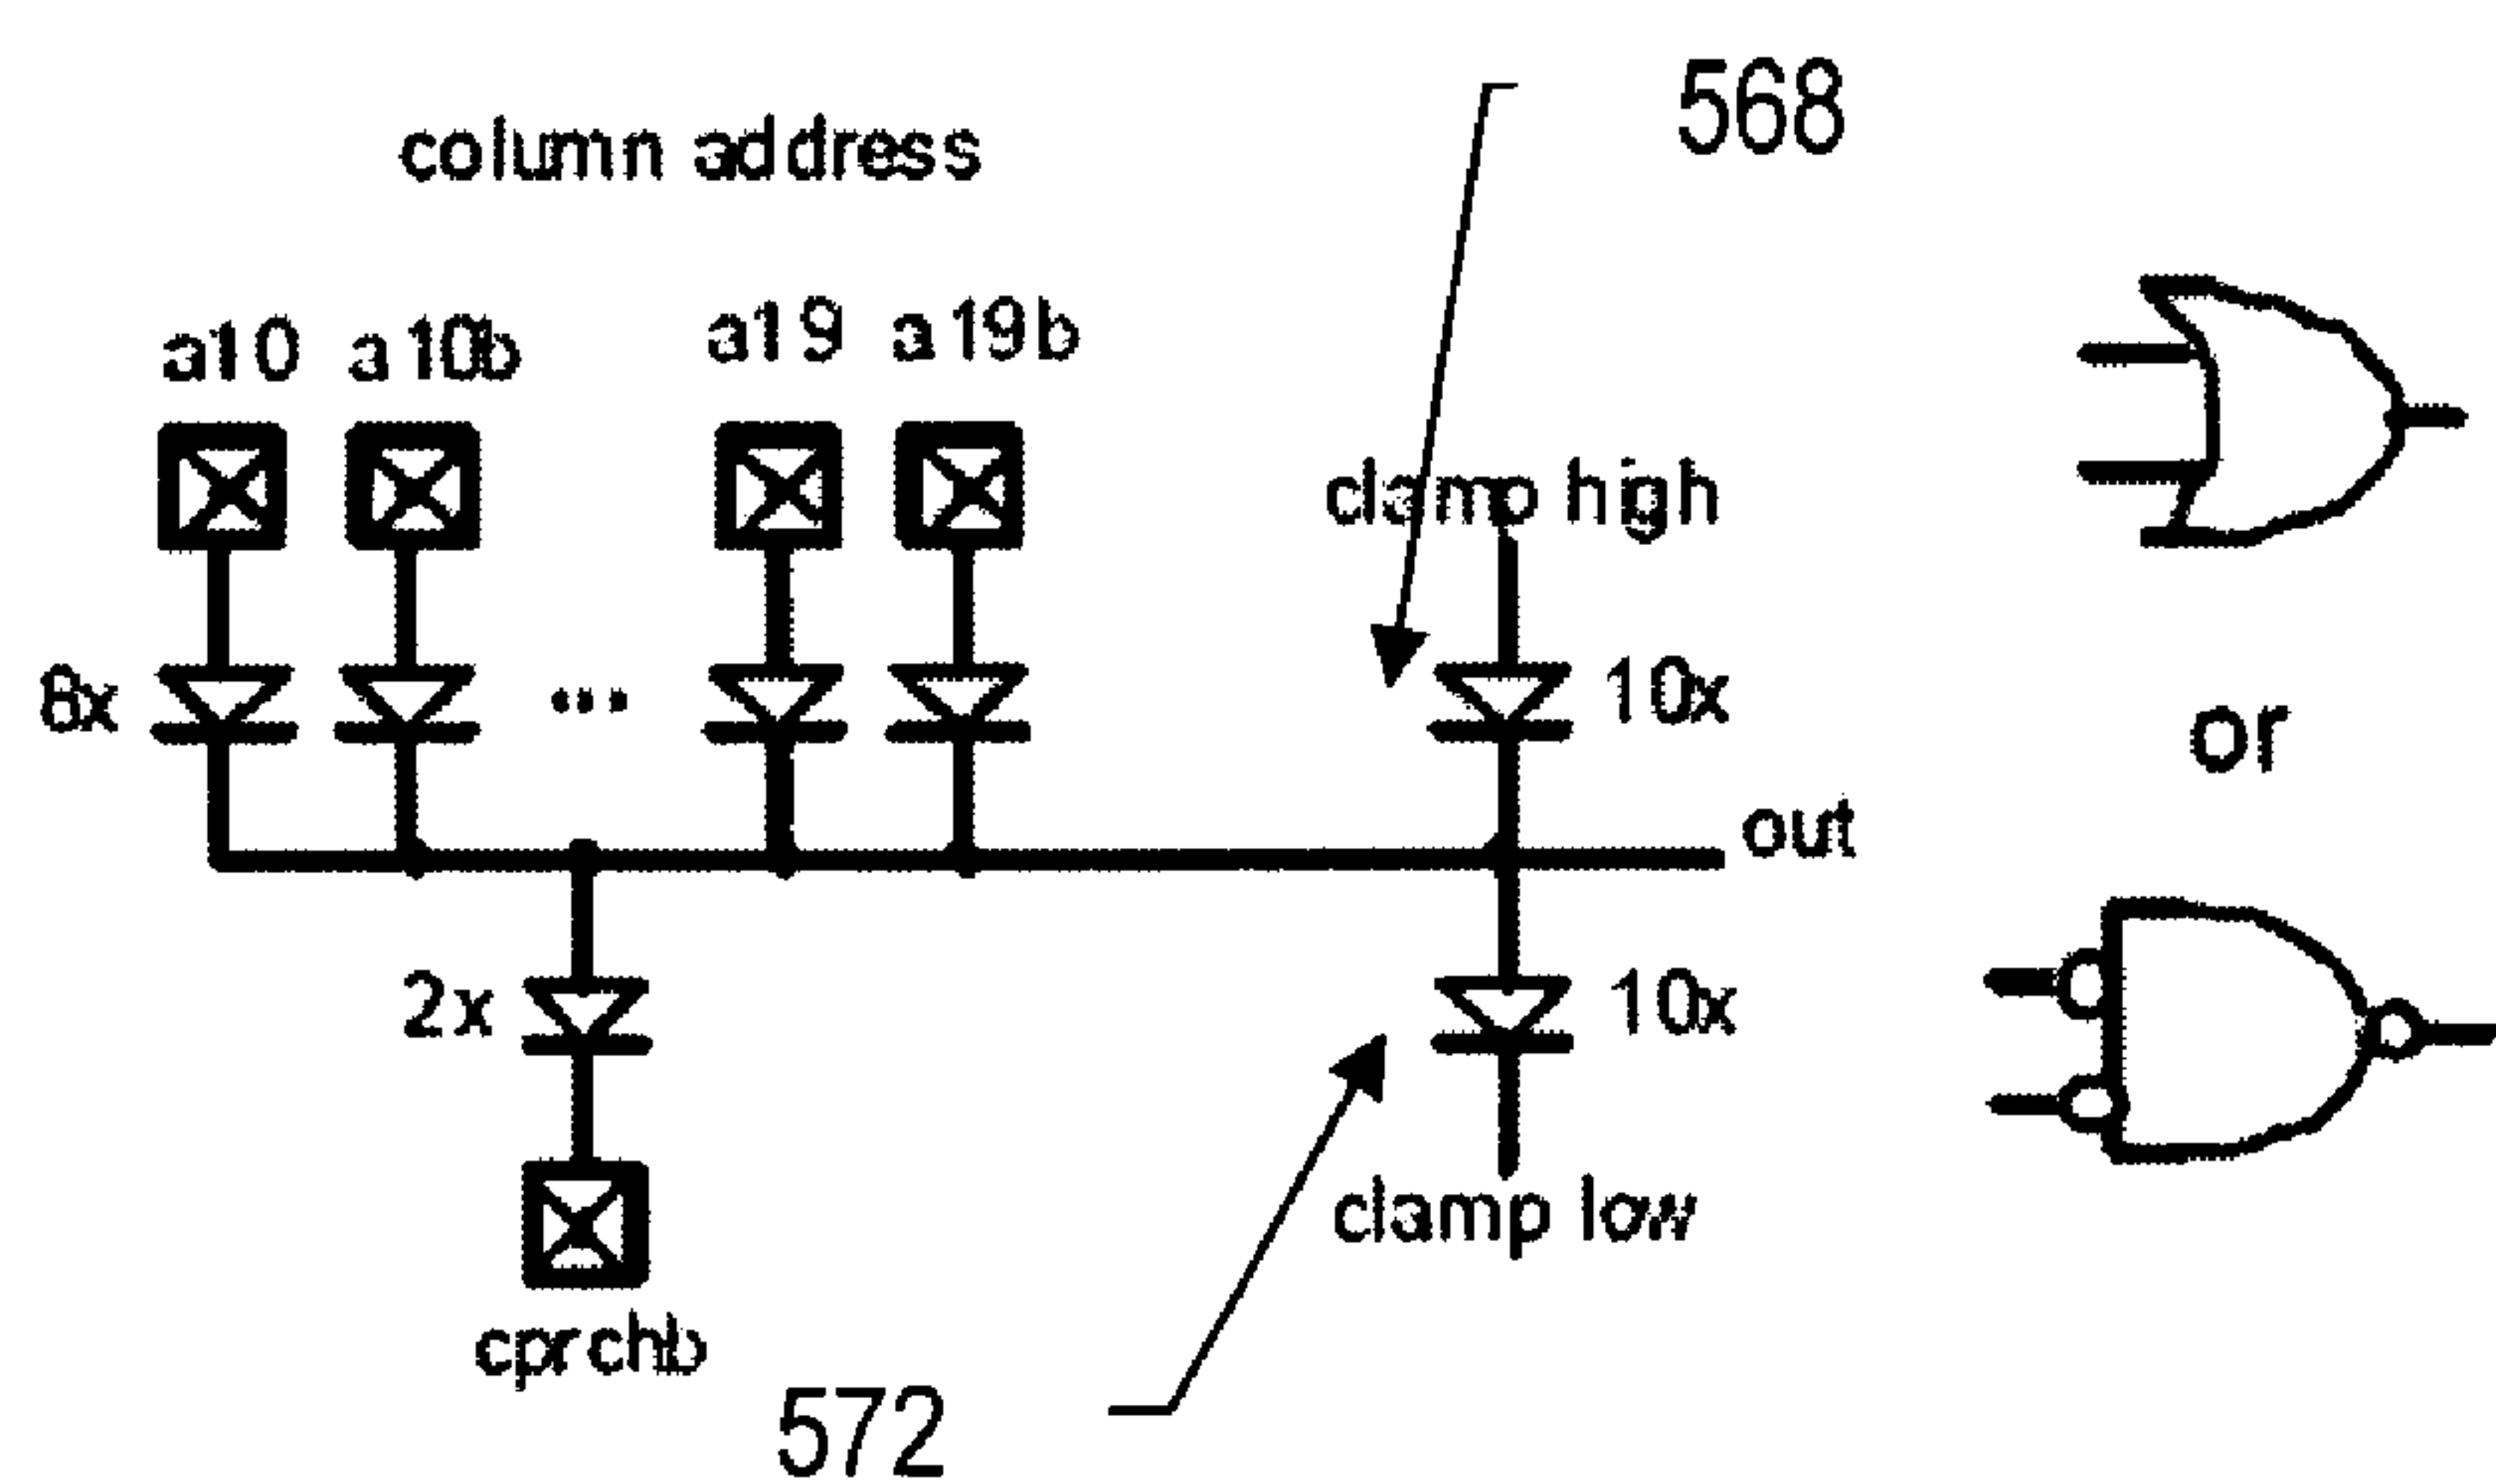 568
column address
a10 a10b a19 a19b
clamp high
8x ... 10x
or
out
2x 10x
clamp low
cprchb
572